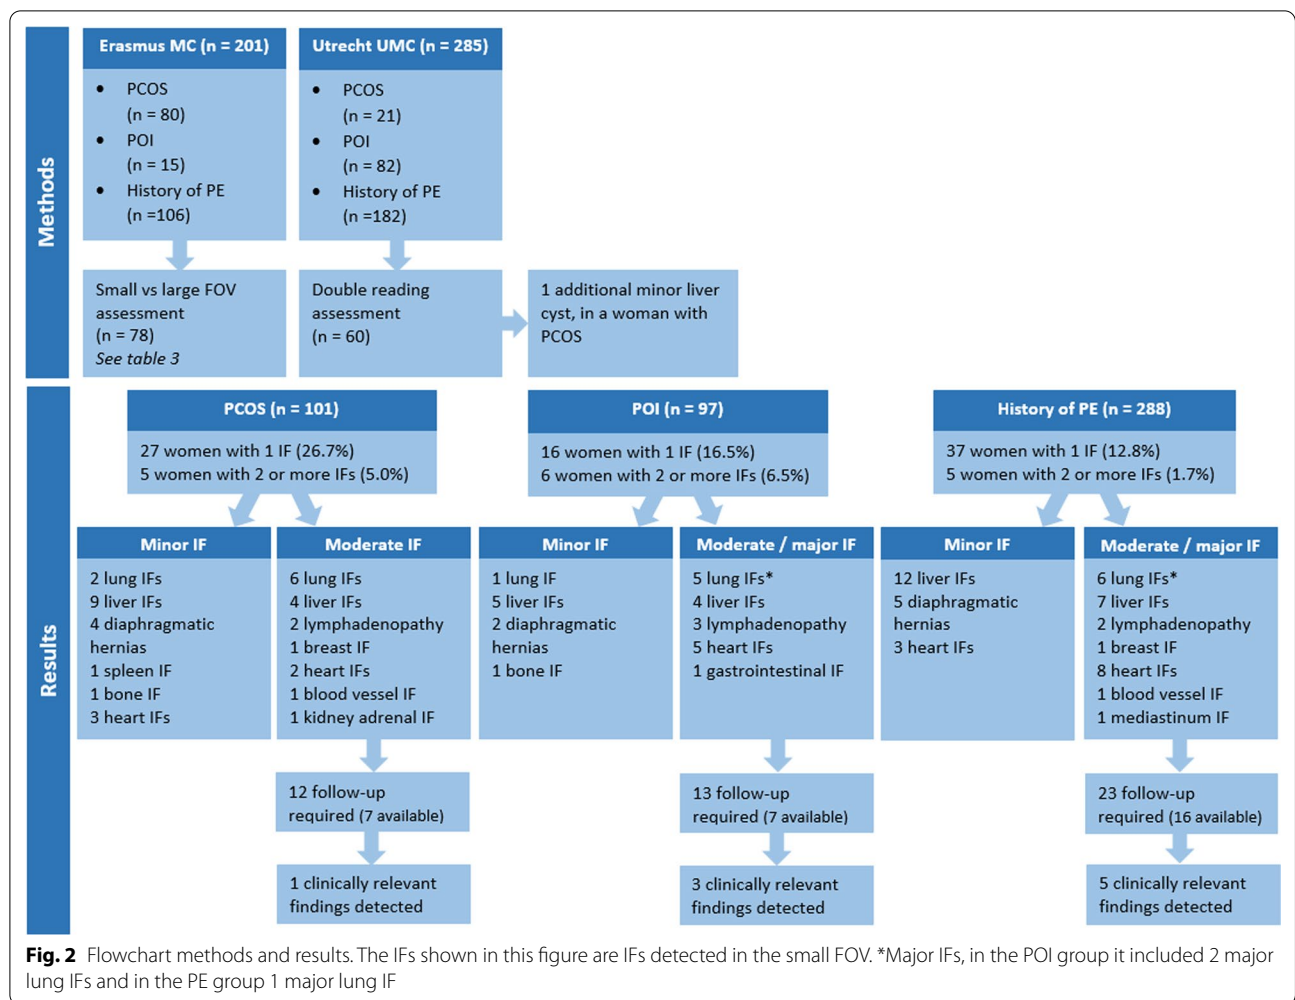 Methods
Erasmus MC (n = 201)
• PCOS
(n = 80)
• POI
(n = 15)
• History of PE
(n =106)
Utrecht UMC (n = 285)
• PCOS
(n = 21)
• POI
(n = 82)
• History of PE
(n =182)
Small vs large FOV
assessment
(n = 78)
See table 3
Double reading
assessment
(n = 60)
1 additional minor liver
cyst, in a woman with
PCOS
Results
PCOS (n = 101)
27 women with 1 IF (26.7%)
5 women with 2 or more IFs (5.0%)
Minor IF
2 lung IFs
9 liver IFs
4 diaphragmatic
hernias
1 spleen IF
1 bone IF
3 heart IFs
Moderate IF
6 lung IFs
4 liver IFs
2 lymphadenopathy
1 breast IF
2 heart IFs
1 blood vessel IF
1 kidney adrenal IF
12 follow-up
required (7 available)
1 clinically relevant
findings detected
POI (n = 97)
16 women with 1 IF (16.5%)
6 women with 2 or more IFs (6.5%)
Minor IF
1 lung IF
5 liver IFs
2 diaphragmatic
hernias
1 bone IF
Moderate / major IF
5 lung IFs*
4 liver IFs
3 lymphadenopathy
5 heart IFs
1 gastrointestinal IF
13 follow-up
required (7 available)
3 clinically relevant
findings detected
History of PE (n = 288)
37 women with 1 IF (12.8%)
5 women with 2 or more IFs (1.7%)
Minor IF
12 liver IFs
5 diaphragmatic
hernias
3 heart IFs
Moderate / major IF
6 lung IFs*
7 liver IFs
2 lymphadenopathy
1 breast IF
8 heart IFs
1 blood vessel IF
1 mediastinum IF
23 follow-up
required (16 available)
5 clinically relevant
findings detected
Fig. 2 Flowchart methods and results. The IFs shown in this figure are IFs detected in the small FOV. *Major IFs, in the POI group it included 2 major
lung IFs and in the PE group 1 major lung IF